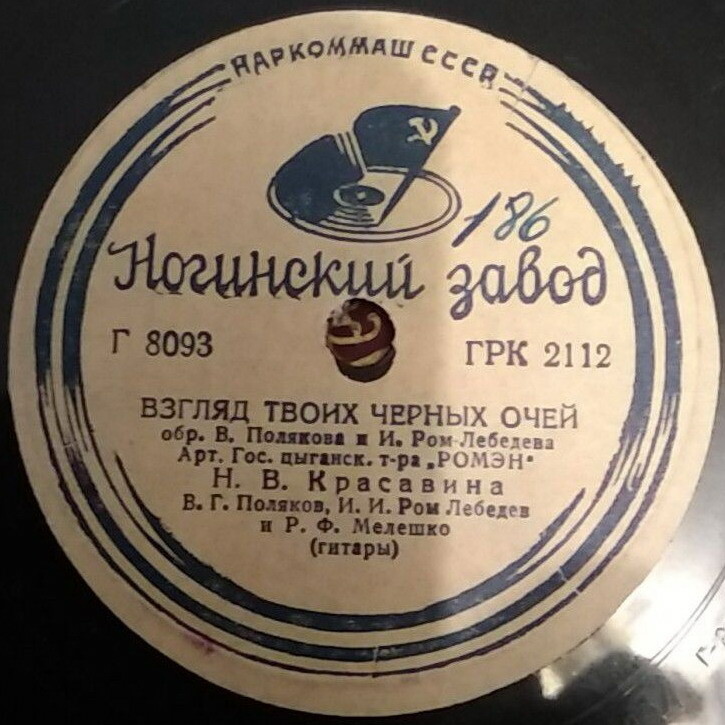 НАРКОММАШ СССР
186
Ногинский завод
Г 8093
ГРК 2112
ВЗГЛЯД ТВОИХ ЧЕРНЫХ ОЧЕЙ
обр. В. Полякова и И. Ром-Лебедева
Арт. Гос. цыганск. т-ра „РОМЭН"
Н. В. Красавина
В. Г. Поляков, И. И. Ром Лебедев
и Р. Ф. Мелешко
(гитары)